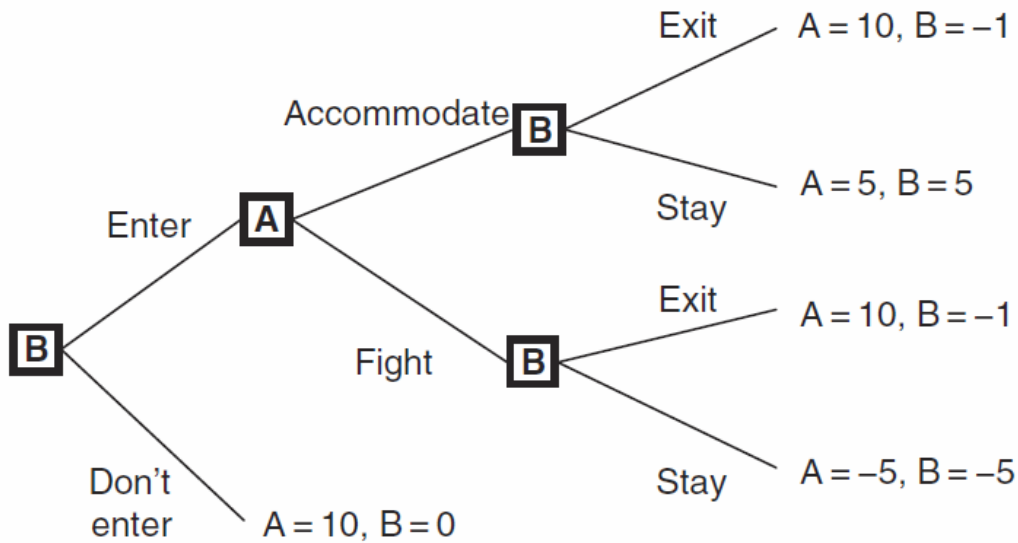 Exit
A = 10, B = –1
Accommodate
B
A = 5, B = 5
Stay
Enter
A
Exit
A = 10, B = –1
B
Fight
B
Stay
A = –5, B = –5
Don't
enter
A = 10, B = 0